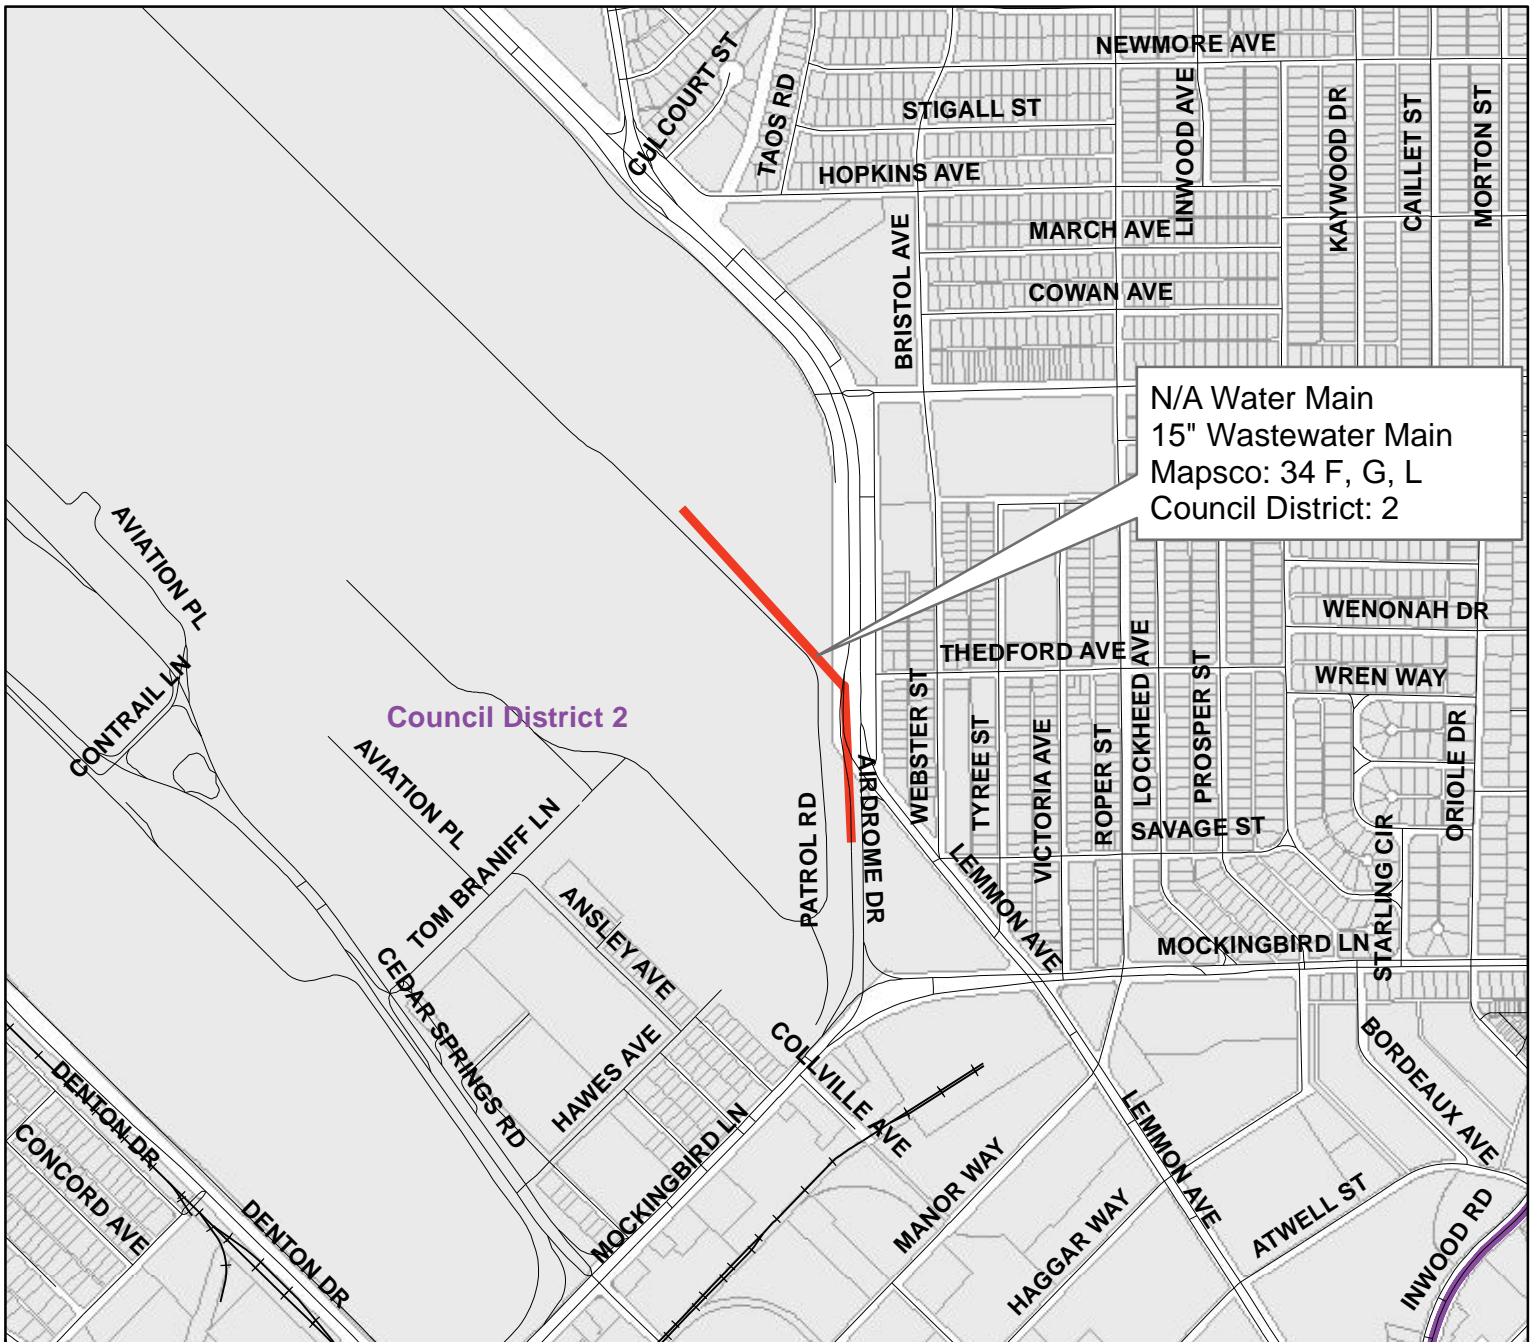 NEWMORE AVE
CULCOURT ST
TAOS RD
STIGALL ST
LINWOOD AVE
KAYWOOD DR
CAILLET ST
MORTON ST
HOPKINS AVE
MARCH AVE
BRISTOL AVE
COWAN AVE
N/A Water Main
15" Wastewater Main
Mapsco: 34 F, G, L
Council District: 2
AVIATION PL
WENONAH DR
THEDFORD AVE
LOCKHEED AVE
PROSPER ST
WREN WAY
CONTRAIL LN
Council District 2
WEBSTER ST
TYREE ST
VICTORIA AVE
ROPER ST
ORIOLE DR
AVIATION PL
AIRDROME DR
PATROL RD
TOM BRANIFF LN
SAVAGE ST
STARLING CIR
LEMMON AVE
ANSLEY AVE
MOCKINGBIRD LN
CEDAR SPRINGS RD
HAWES AVE
COLLVILLE AVE
BORDEAUX AVE
DENTON DR
CONCORD AVE
MOCKINGBIRD LN
LEMMON AVE
MANOR WAY
HAGGAR WAY
ATWELL ST
INWOOD RD
DENTON DR